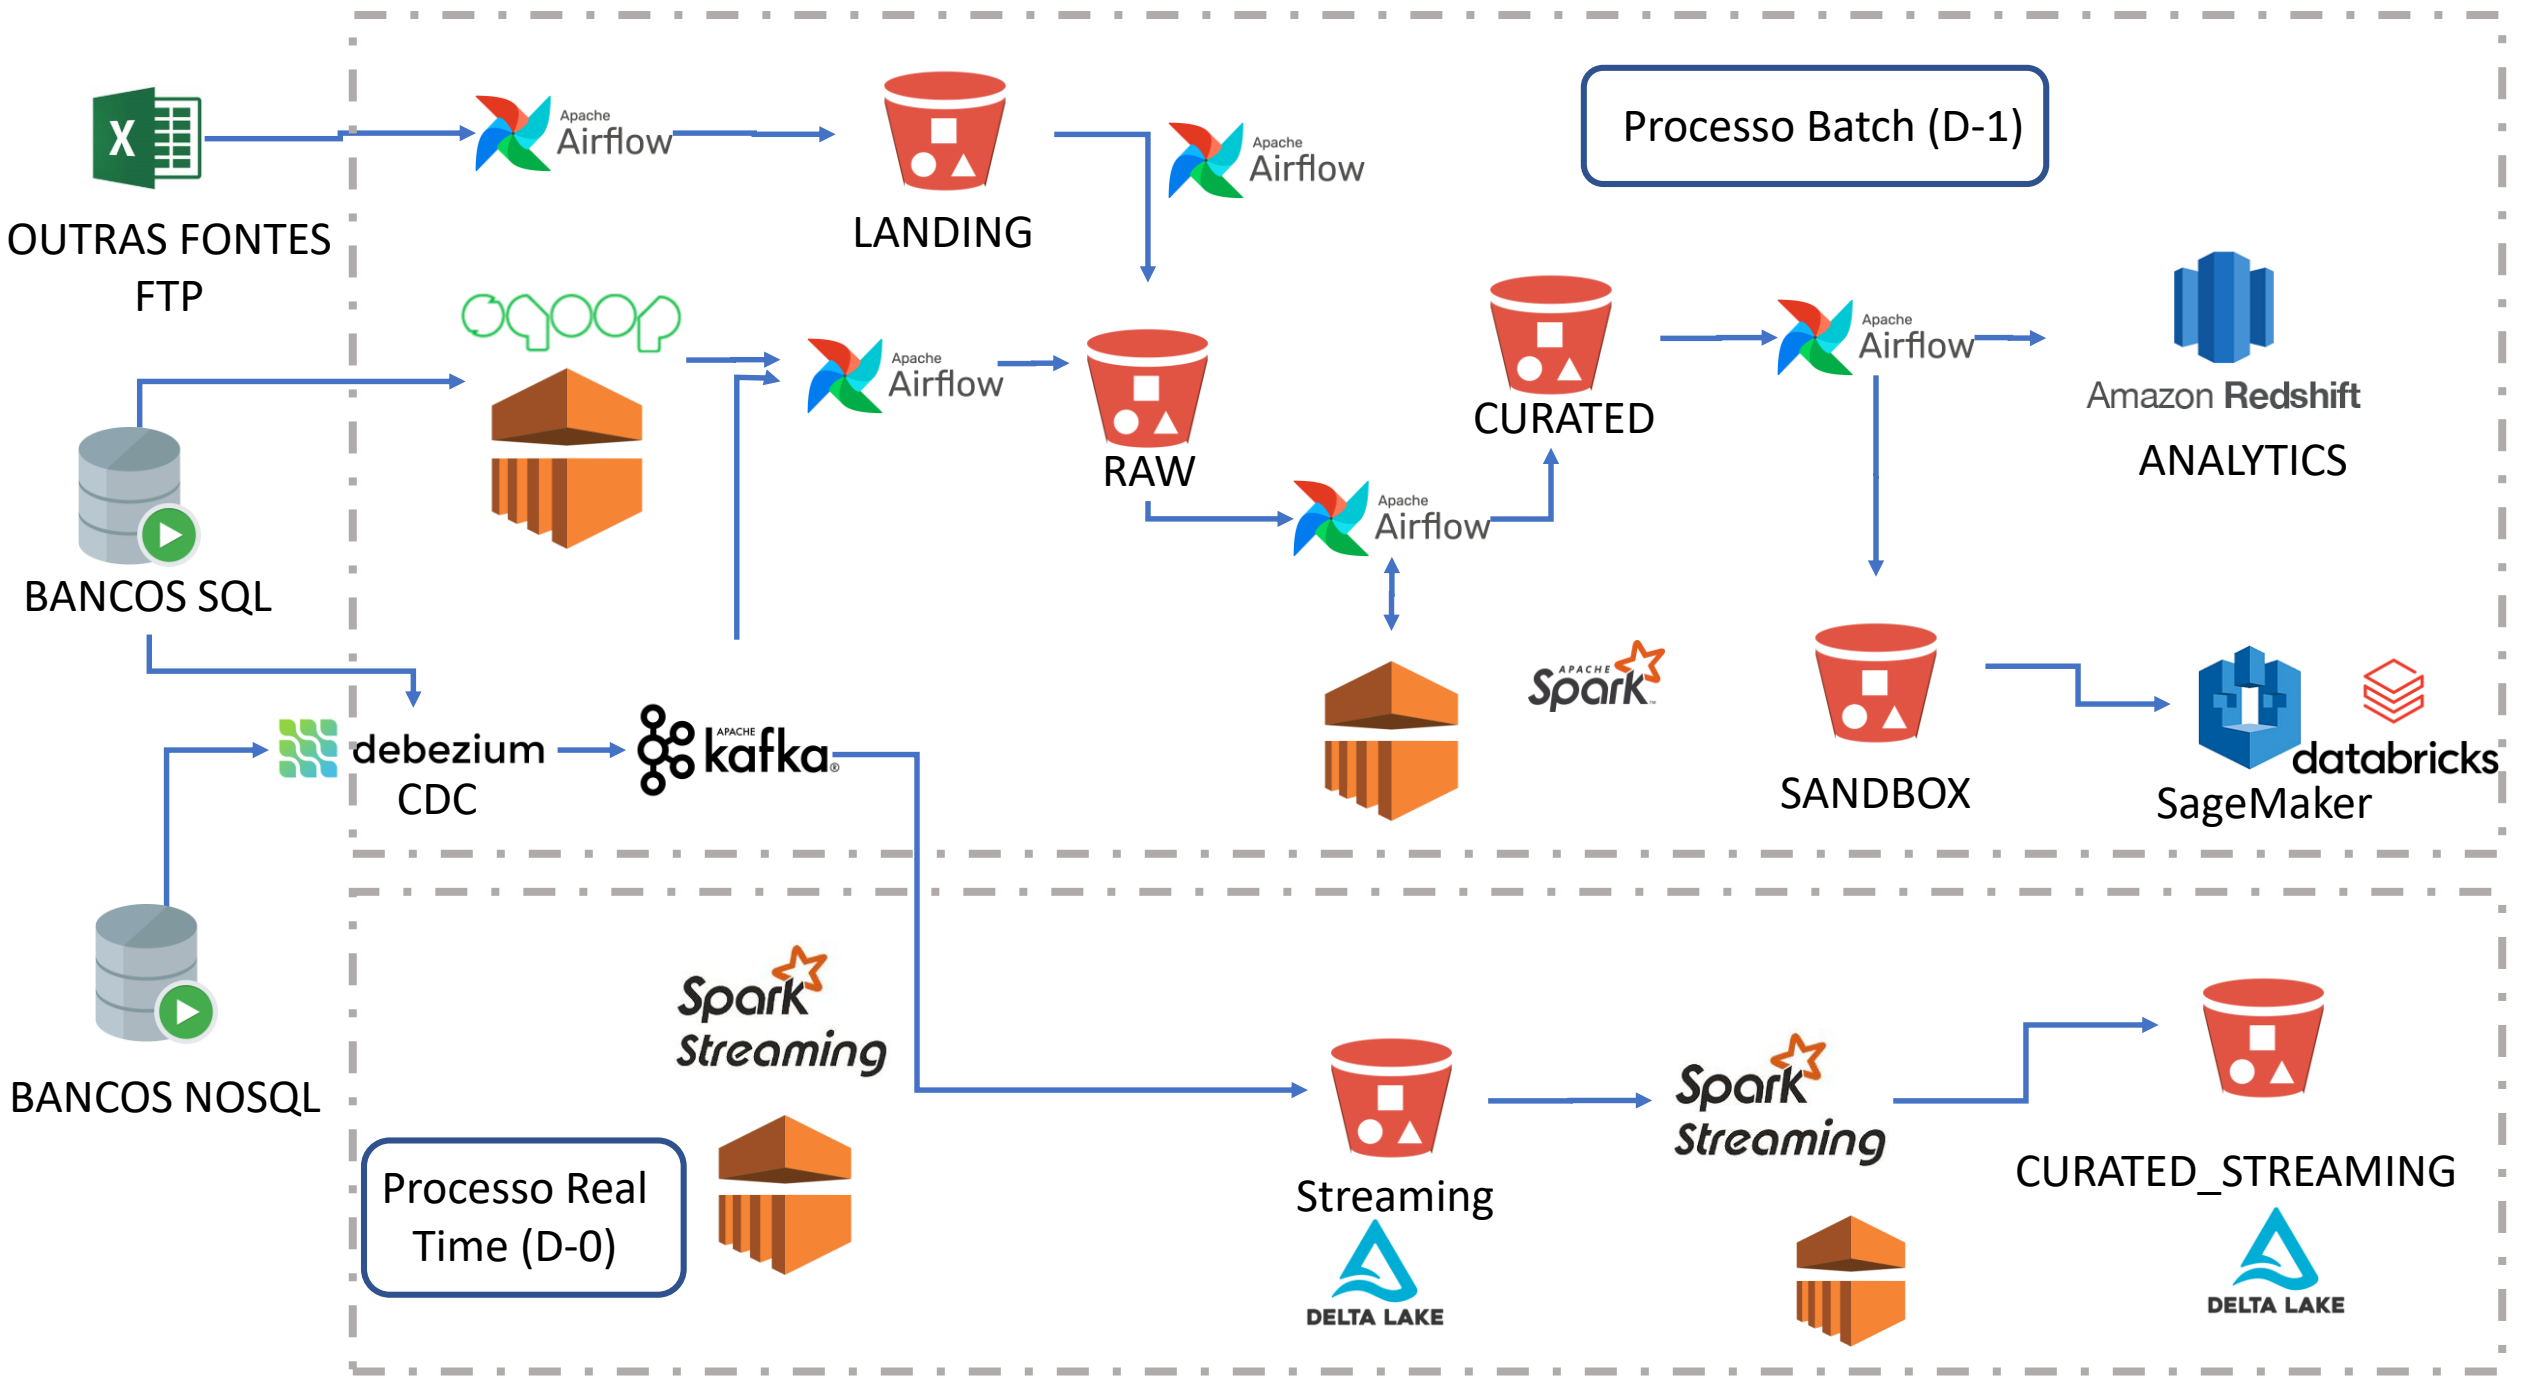 Processo Batch (D-1)
X
OUTRAS FONTES
FTP
Apache
Airflow
LANDING
Apache
Airflow
sqoop
Apache
Airflow
RAW
CURATED
Apache
Airflow
Amazon Redshift
ANALYTICS
BANCOS SQL
Apache
Airflow
APACHE
Spark™
SANDBOX
databricks
SageMaker
debezium
CDC
APACHE
kafka®
BANCOS NOSQL
Spark
Streaming
Processo Real
Time (D-0)
Streaming
DELTA LAKE
Spark
Streaming
CURATED_STREAMING
DELTA LAKE